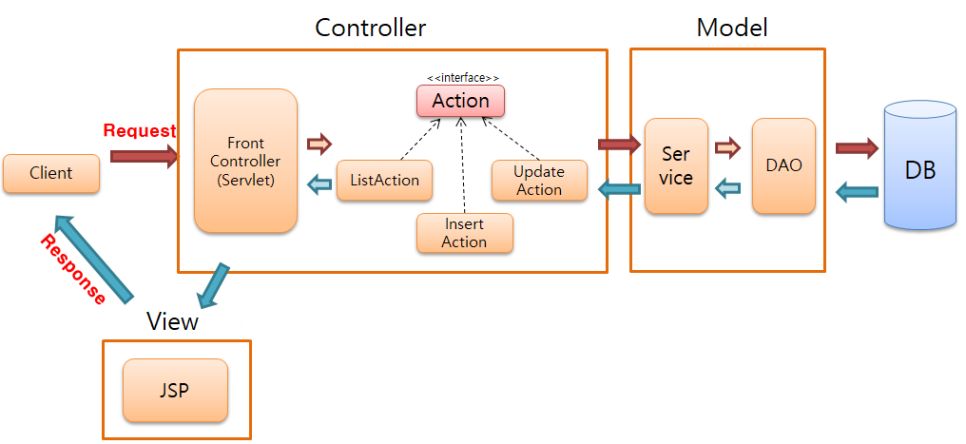 Controller
Model
<<interface>>
Action
Request
Front
Controller
(Servlet)
Client
ListAction
Update
Action
Insert
Action
Ser
vice
DAO
DB
Response
View
JSP